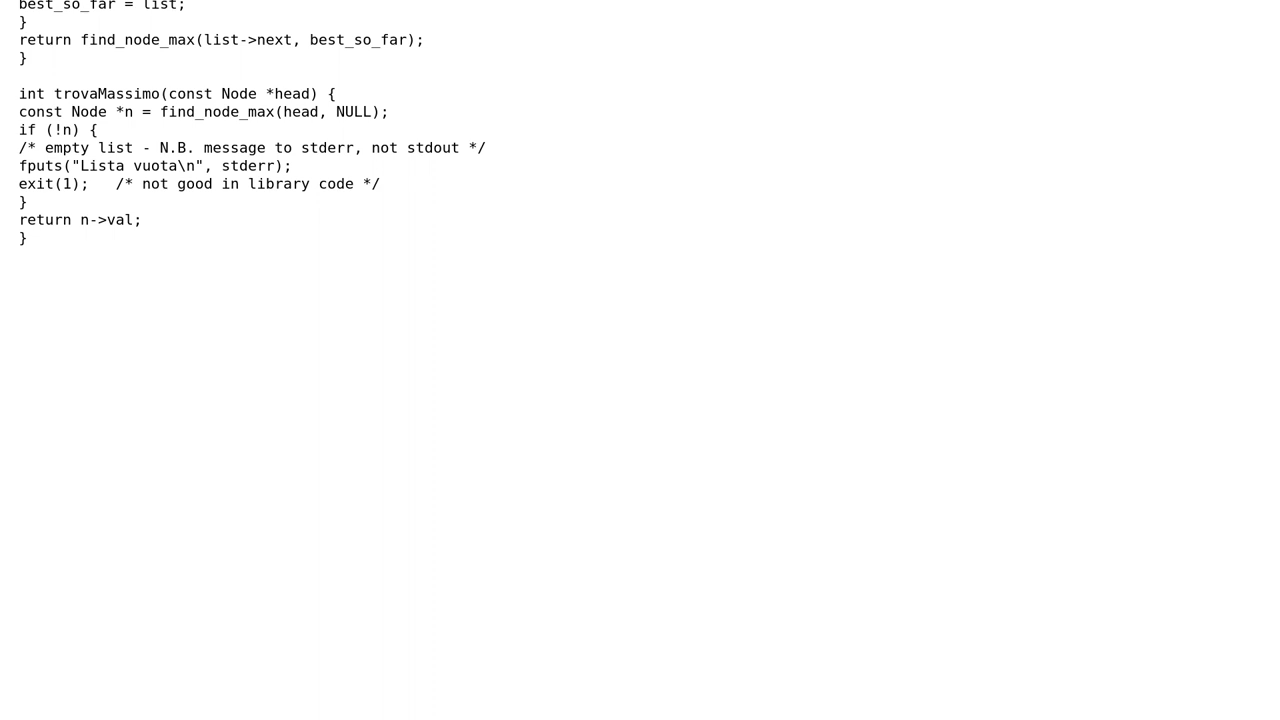 best_so_far = list;
}
return find_node_max(list->next, best_so_far);
}

int trovaMassimo(const Node *head) {
const Node *n = find_node_max(head, NULL);
if (!n) {
/* empty list - N.B. message to stderr, not stdout */
fputs("Lista vuota\n", stderr);
exit(1);   /* not good in library code */
}
return n->val;
}